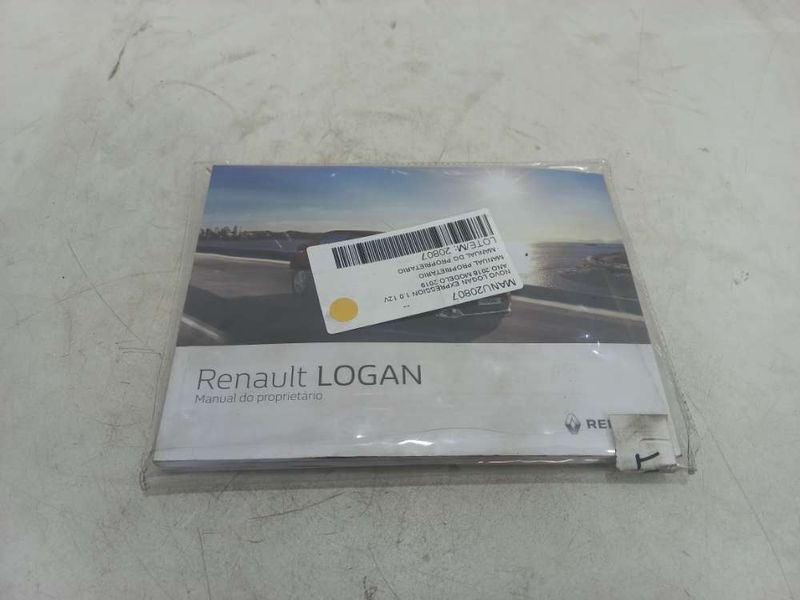 MANU20807
NOVO LOGAN EXPRESSION 1.0 12V
ANO 2018 MODELO 2019
MANUAL PROPRIETARIO
-MANUAL DO PROPRIETARIO
LOTE/M: 20807
Renault LOGAN
Manual do proprietário
REN